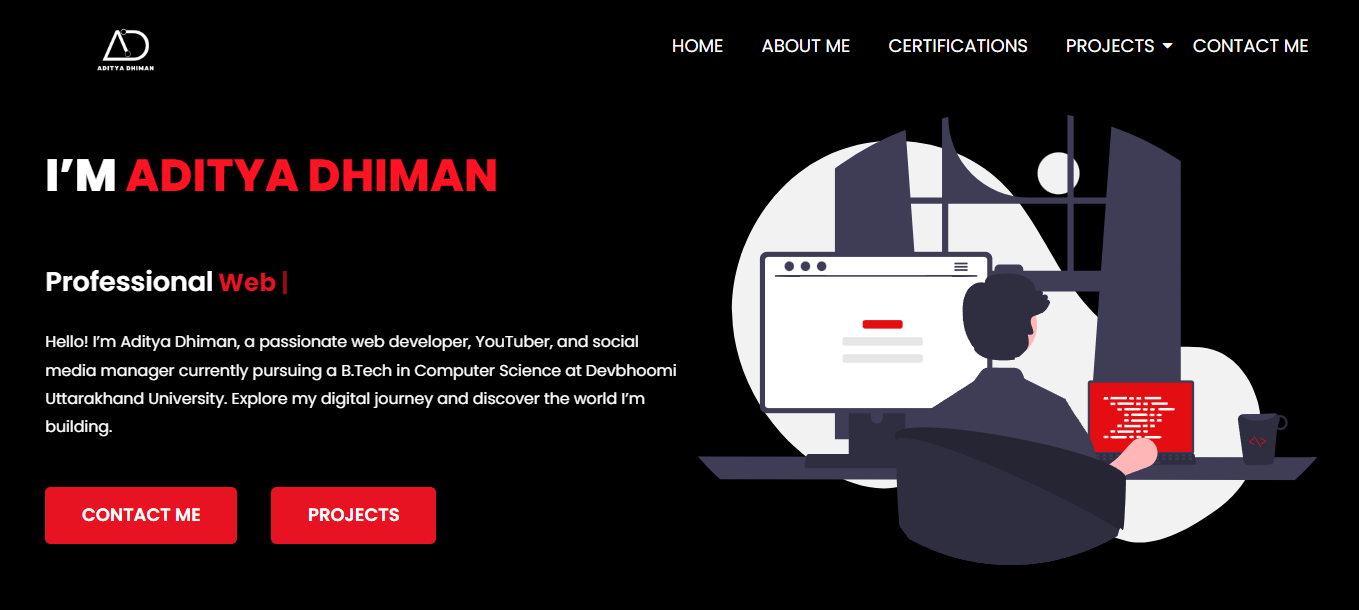 ADITYA DHIMAN
HOME ABOUT ME CERTIFICATIONS PROJECTS CONTACT ME
I’M ADITYA DHIMAN
Professional Web |
Hello! I’m Aditya Dhiman, a passionate web developer, YouTuber, and social
media manager currently pursuing a B.Tech in Computer Science at Devbhoomi
Uttarakhand University. Explore my digital journey and discover the world I’m
building.
CONTACT ME PROJECTS